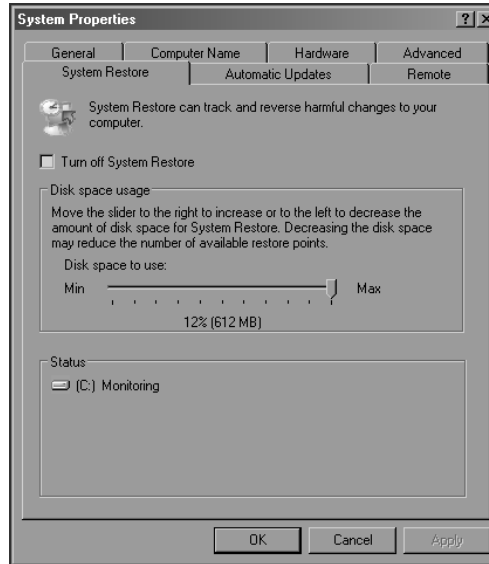 System Properties
General Computer Name Hardware Advanced
System Restore Automatic Updates Remote
System Restore can track and reverse harmful changes to your
computer.
Turn off System Restore
Disk space usage
Move the slider to the right to increase or to the left to decrease the
amount of disk space for System Restore. Decreasing the disk space
may reduce the number of available restore points.
Disk space to use:
Min Max
12% (612 MB)
Status
(C:) Monitoring
OK Cancel Apply